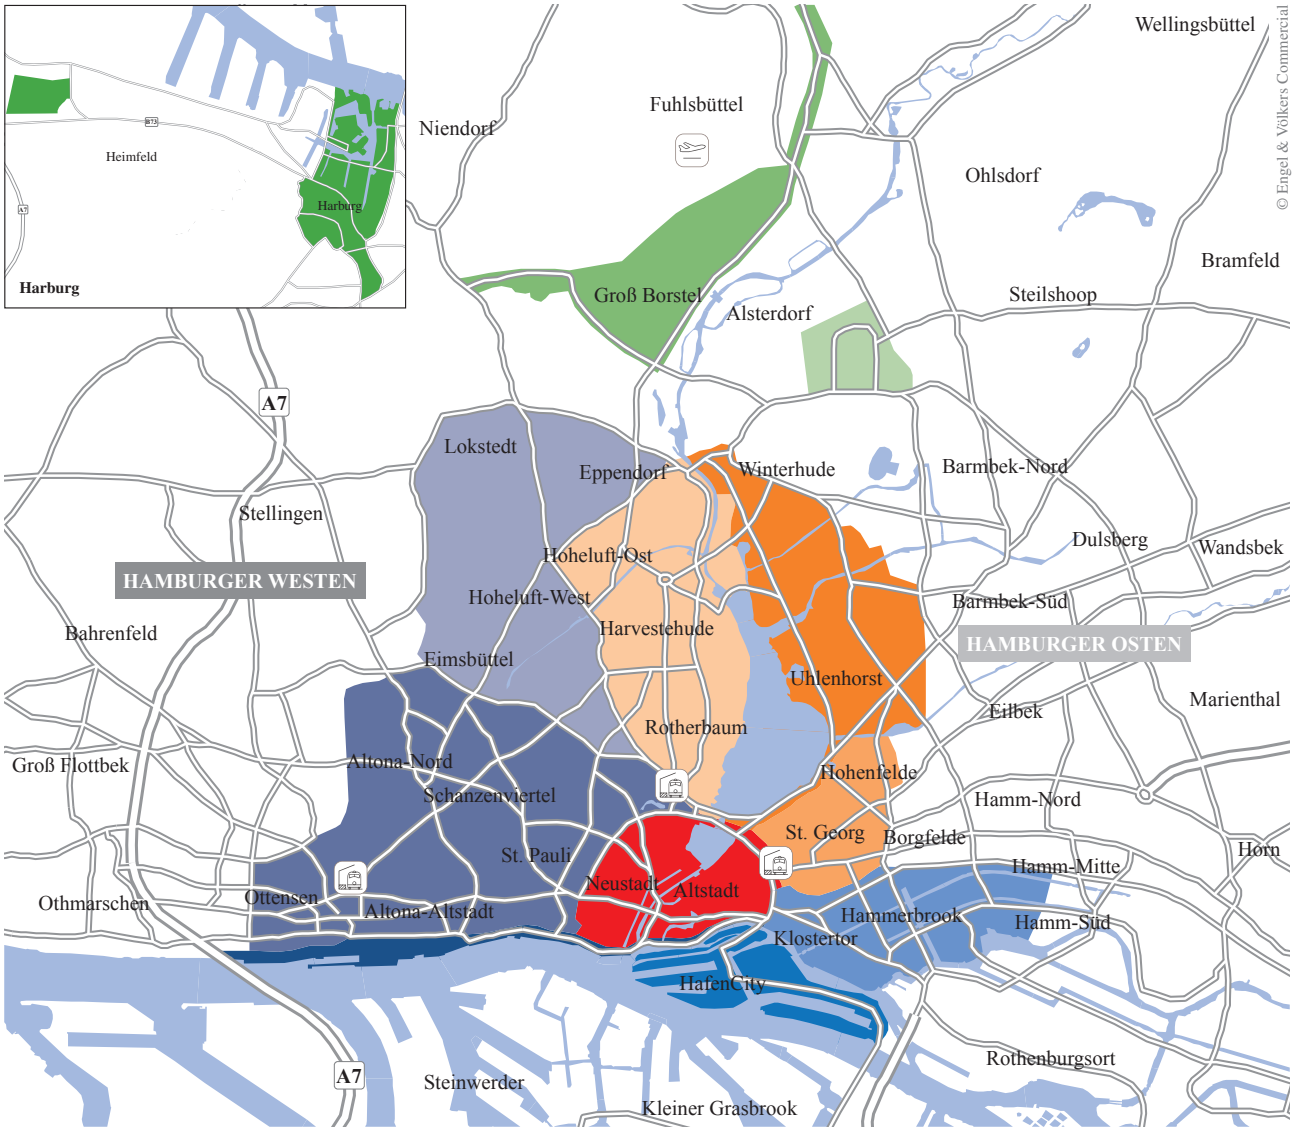 Wellingsbüttel
© Engel & Völkers Commercial
Fuhlsbüttel
Niendorf
B73
Heimfeld
Ohlsdorf
A7
Harburg
Harburg
Bramfeld
Groß Borstel
Steilshoop
Alsterdorf
A7
Lokstedt
Eppendorf
Winterhude
Barmbek-Nord
Stellingen
Dulsberg
Wandsbek
Hoheluft-Ost
HAMBURGER WESTEN
Hoheluft-West
Barmbek-Süd
Bahrenfeld
Harvestehude
HAMBURGER OSTEN
Eimsbüttel
Uhlenhorst
Marienthal
Eilbek
Rotherbaum
Groß Flottbek
Altona-Nord
Hohenfelde
Schanzenviertel
Hamm-Nord
St. Georg
Borgfelde
Horn
St. Pauli
Hamm-Mitte
Neustadt
Altstadt
Ottensen
Othmarschen
Altona-Altstadt
Hammerbrook
Hamm-Süd
Klostertor
HafenCity
Rothenburgsort
A7
Steinwerder
Kleiner Grasbrook